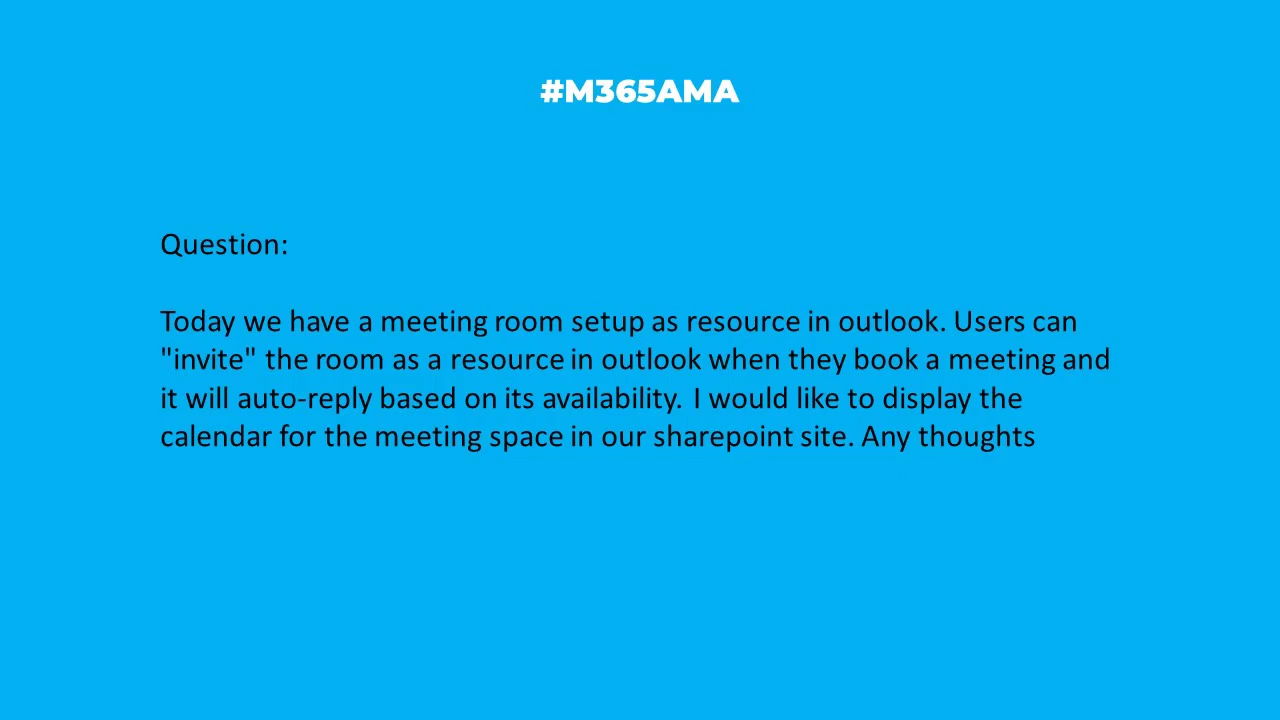 #M365AMA
Question:
Today we have a meeting room setup as resource in outlook. Users can
"invite" the room as a resource in outlook when they book a meeting and
it will auto-reply based on its availability. I would like to display the
calendar for the meeting space in our sharepoint site. Any thoughts